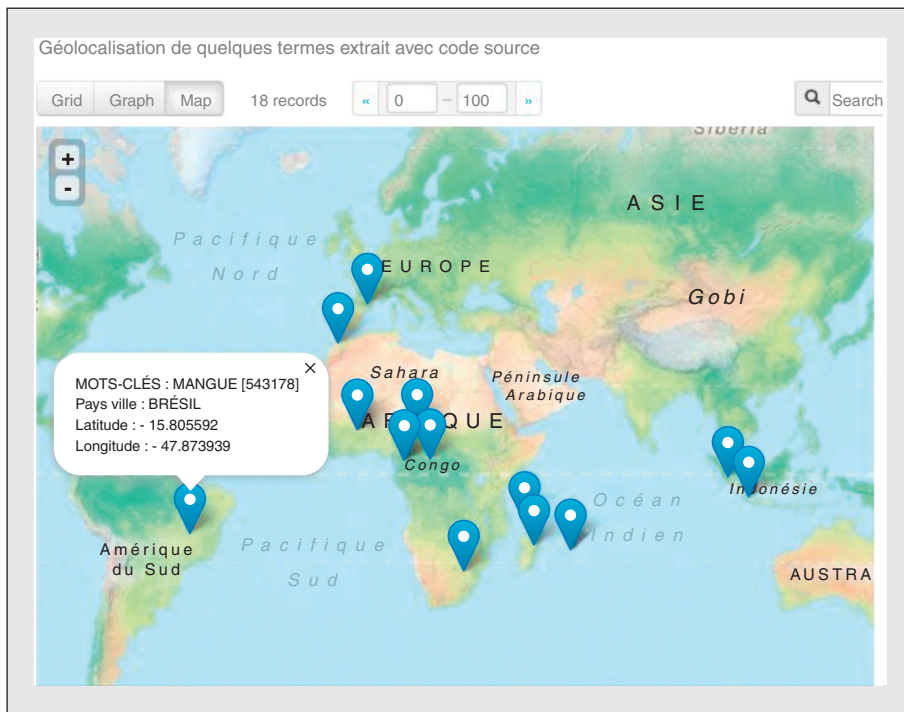 Géolocalisation de quelques termes extrait avec code source
Grid Graph Map 18 records « 0 – 100 » Search
Siberia
+
-
ASIE
Pacifique
Nord
EUROPE
Gobi
×
MOTS-CLÉS : MANGUE [543178]
Pays ville : BRÉSIL
Latitude : - 15.805592
Longitude : - 47.873939
Sahara
Péninsule
Arabique
AFRIQUE
Congo
Indonésie
Océan
Indien
Amérique
du Sud
Pacifique
Sud
AUSTRA